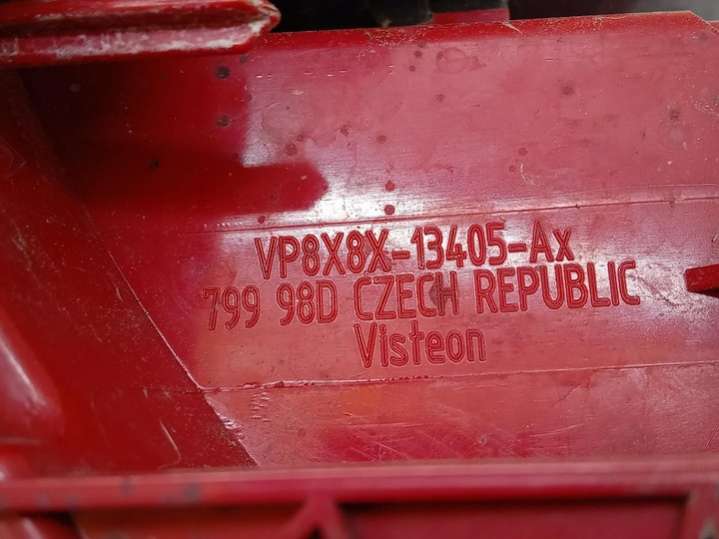 VP8X8X-13405-Ax
799 98D CZECH REPUBLIC
Visteon